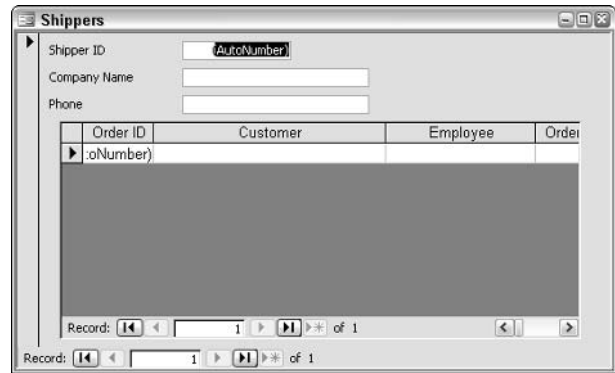 Shippers
Shipper ID (AutoNumber)
Company Name
Phone
Order ID Customer Employee Order
:oNumber)
Record: 1 of 1
Record: 1 of 1